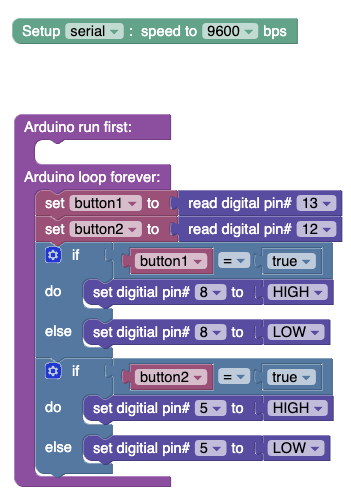 Setup serial : speed to 9600 bps
Arduino run first:
Arduino loop forever:
set button1 to read digital pin# 13
set button2 to read digital pin# 12
if button1 = true
do set digitial pin# 8 to HIGH
else set digitial pin# 8 to LOW
if button2 = true
do set digitial pin# 5 to HIGH
else set digitial pin# 5 to LOW